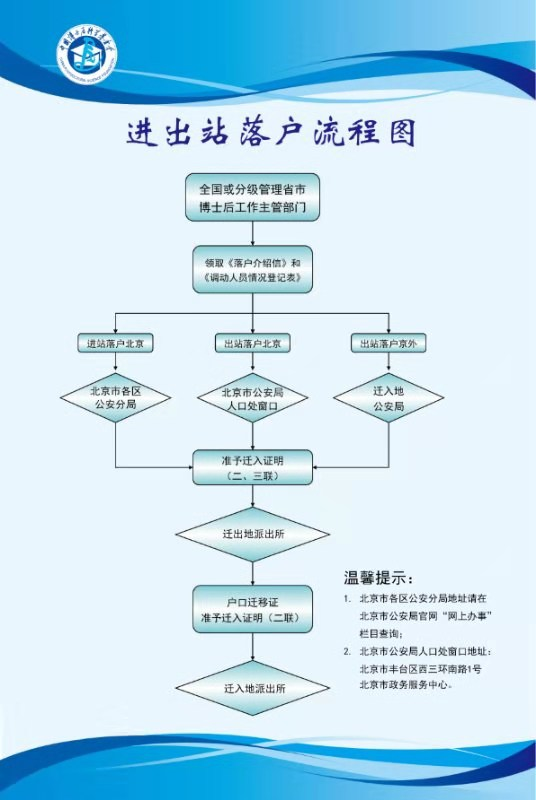 进出站落户流程图
全国或分级管理省市
博士后工作主管部门
领取《落户介绍信》和
《调动人员情况登记表》
进站落户北京
出站落户北京
出站落户京外
北京市各区
公安分局
北京市公安局
人口处窗口
迁入地
公安局
准予迁入证明
（二、三联）
迁出地派出所
户口迁移证
准予迁入证明（二联）
迁入地派出所
温馨提示：
1. 北京市各区公安分局地址请在
北京市公安局官网“网上办事”
栏目查询；
2. 北京市公安局人口处窗口地址：
北京市丰台区西三环南路1号
北京市政务服务中心。